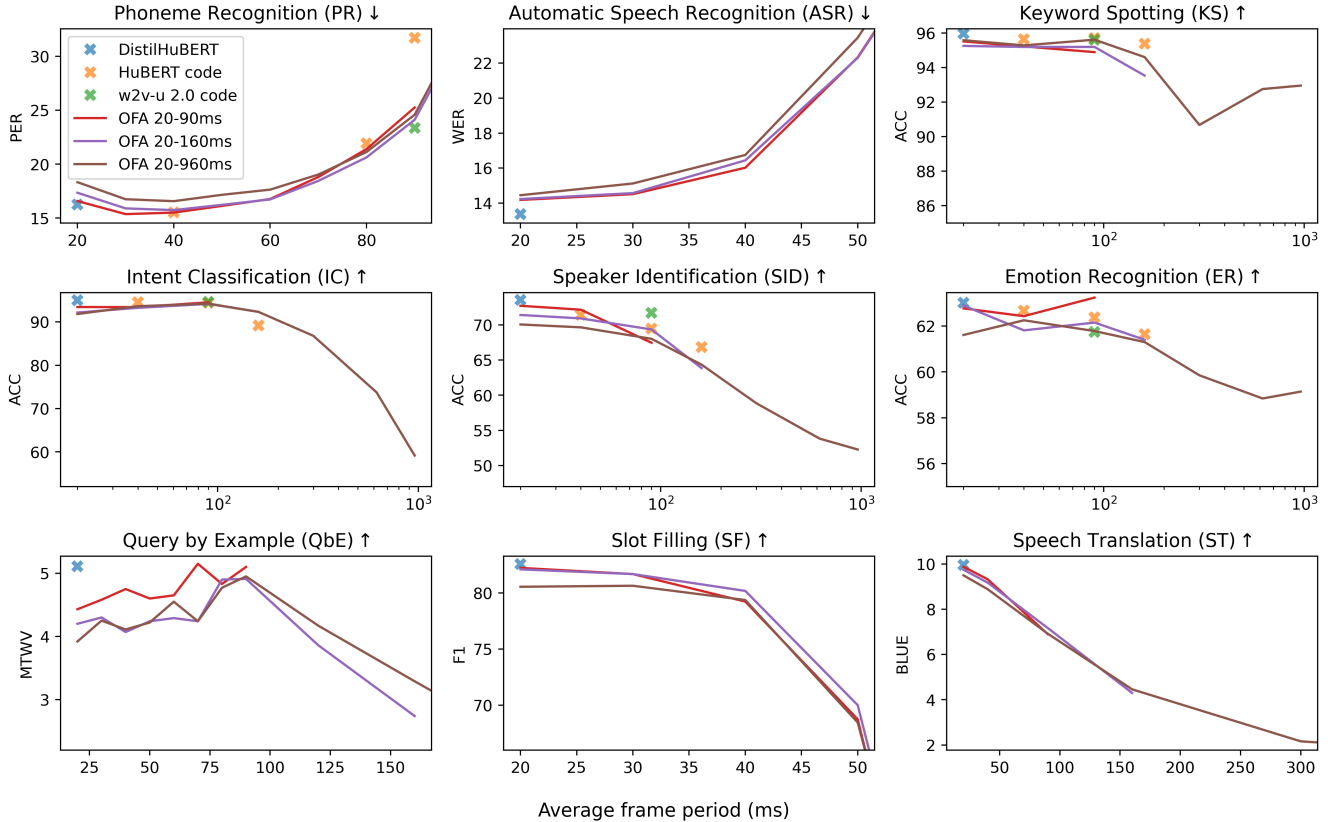 Phoneme Recognition (PR) ↓
PER
30
25
20
15
DistilHuBERT
HuBERT code
w2v-u 2.0 code
OFA 20-90ms
OFA 20-160ms
OFA 20-960ms
20 40 60 80
Automatic Speech Recognition (ASR) ↓
WER
22
20
18
16
14
20 25 30 35 40 45 50
Keyword Spotting (KS) ↑
ACC
96
94
92
90
88
86
10² 10³
Intent Classification (IC) ↑
ACC
90
80
70
60
10² 10³
Speaker Identification (SID) ↑
ACC
70
65
60
55
50
10² 10³
Emotion Recognition (ER) ↑
ACC
62
60
58
56
10² 10³
Query by Example (QbE) ↑
MTWV
5
4
3
25 50 75 100 125 150
Slot Filling (SF) ↑
F1
80
75
70
20 25 30 35 40 45 50
Speech Translation (ST) ↑
BLUE
10
8
6
4
2
50 100 150 200 250 300
Average frame period (ms)